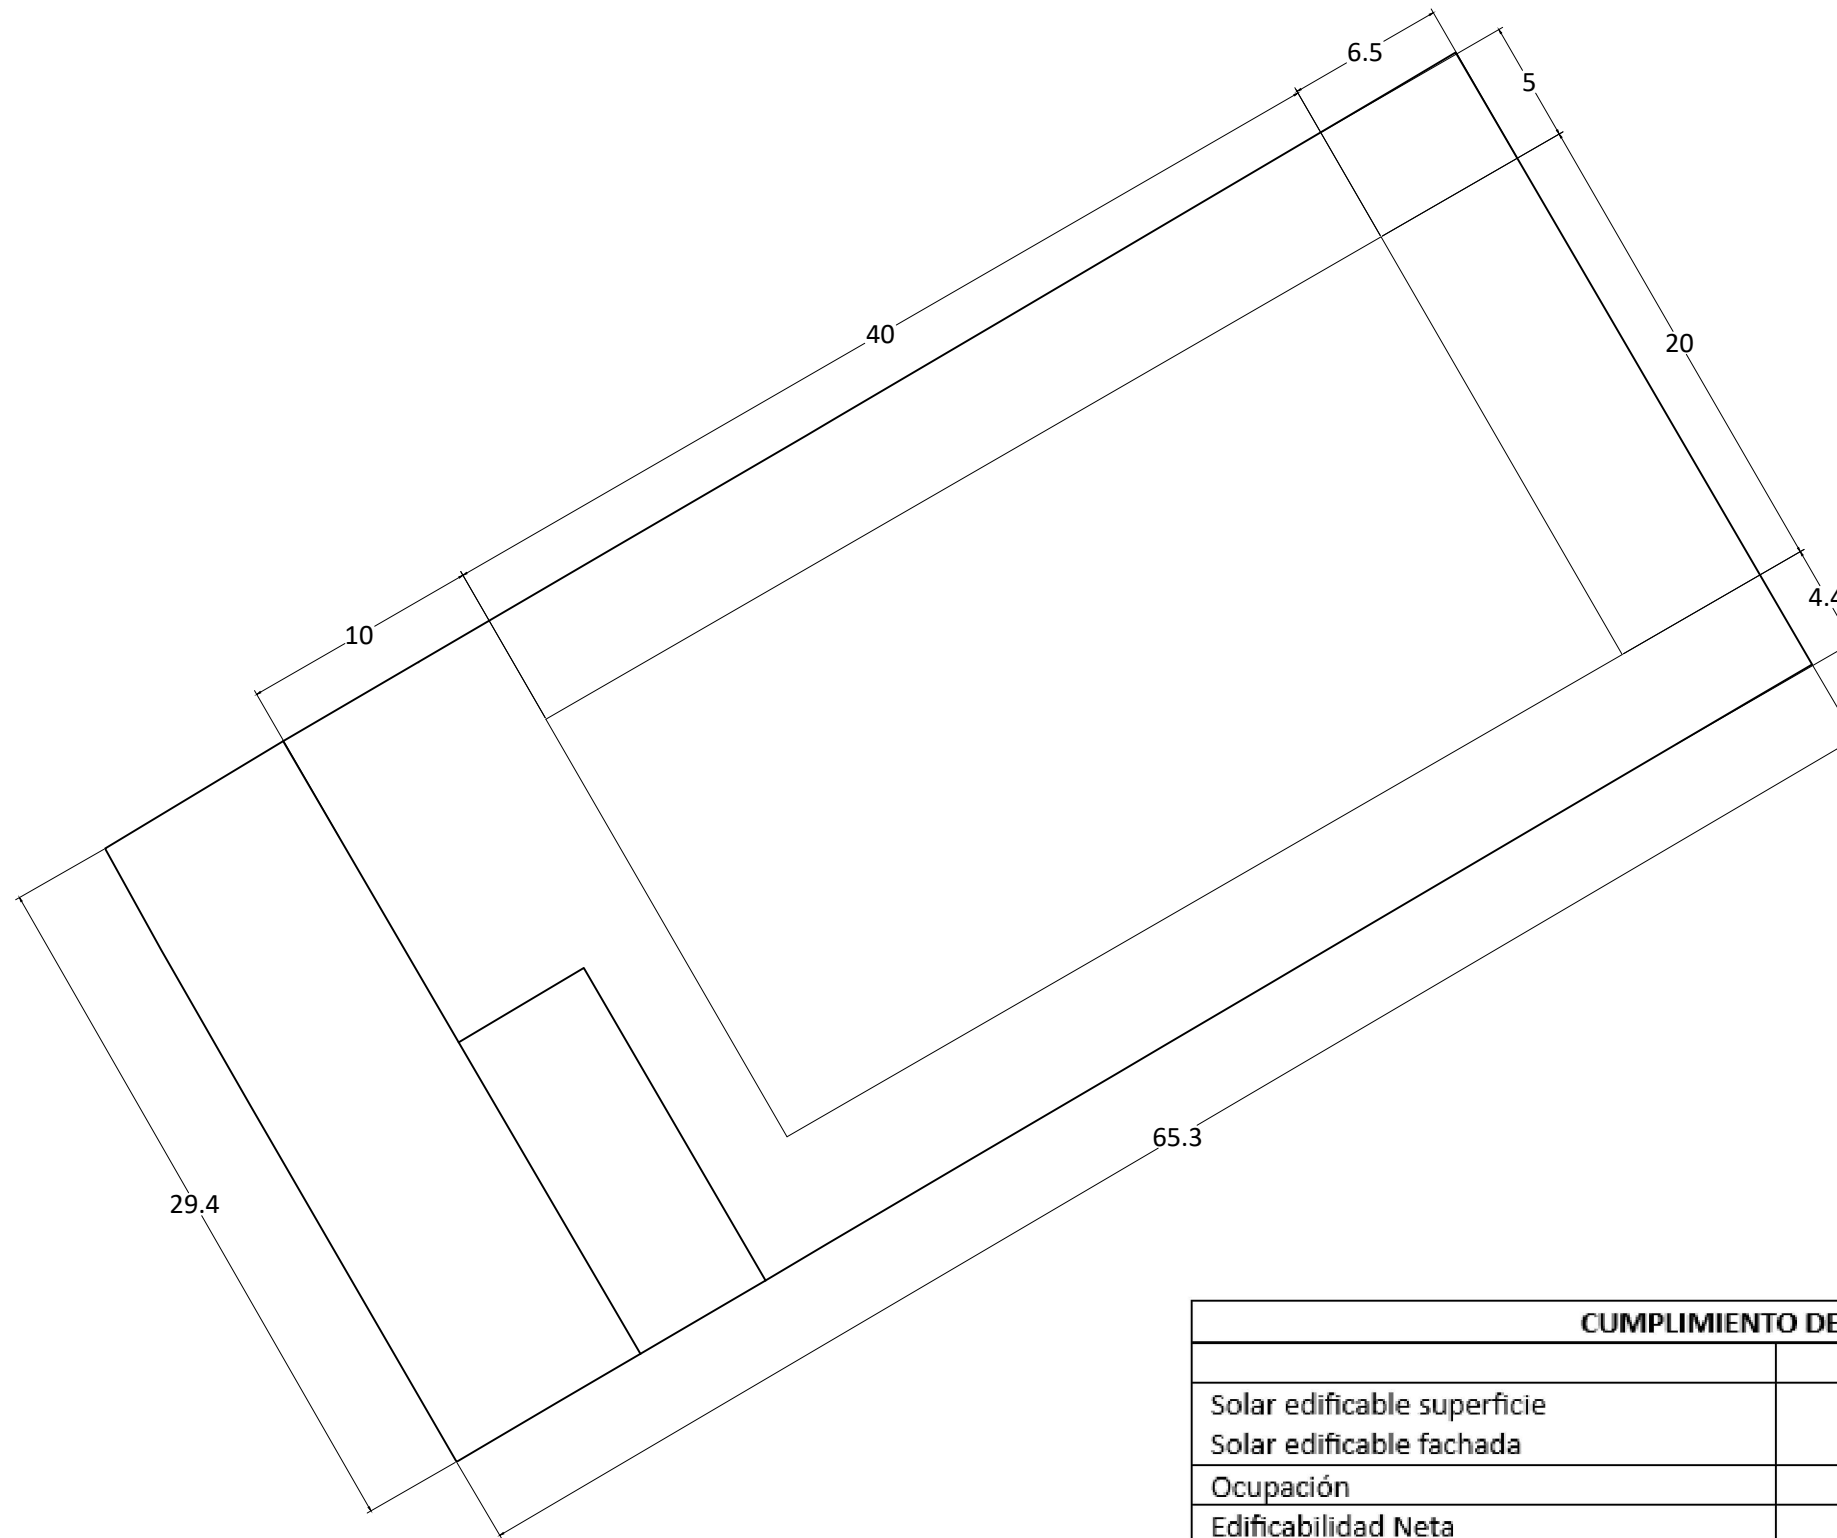 6.5
5
40
20
4.4
10
65.3
29.4
CUMPLIMIENTO DE
Solar edificable superficie
Solar edificable fachada
Ocupación
Edificabilidad Neta